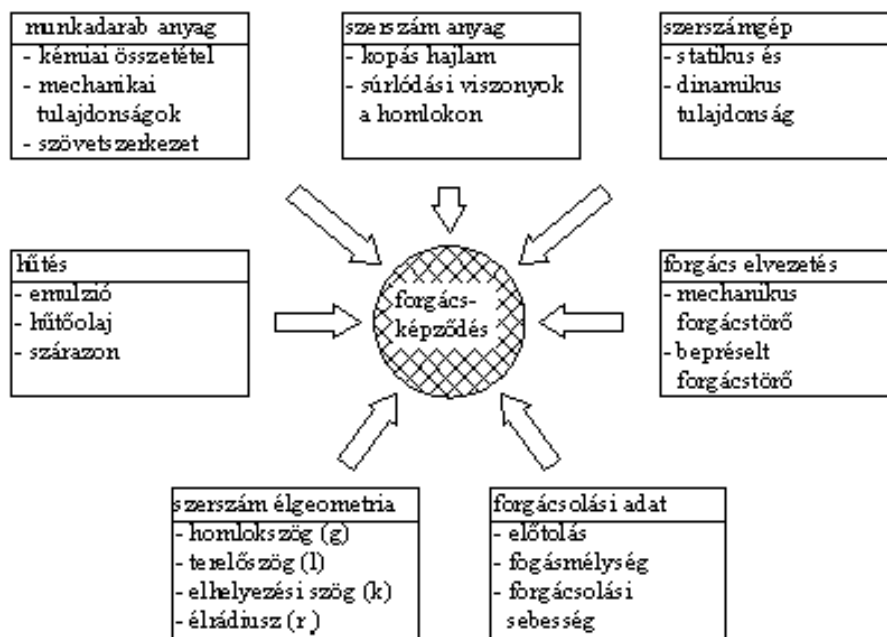 munkadarab anyag
- kémiai összetétel
- mechanikai
tulajdonságok
- szövetszerkezet
szerszám anyag
- kopás hajlam
- súrlódási viszonyok
a homlokon
szerszámgép
- statikus és
- dinamikus
tulajdonság
hűtés
- emulzió
- hűtőolaj
- szárazon
forgács-
képződés
forgács elvezetés
- mechanikus
forgácstörő
- bepréselt
forgácstörő
szerszám élgeometria
- homlokszög (g)
- terelőszög (l)
- elhelyezési szög (k)
- élrádiusz (r )
forgácsolási adat
- előtolás
- fogásmélység
- forgácsolási
sebesség